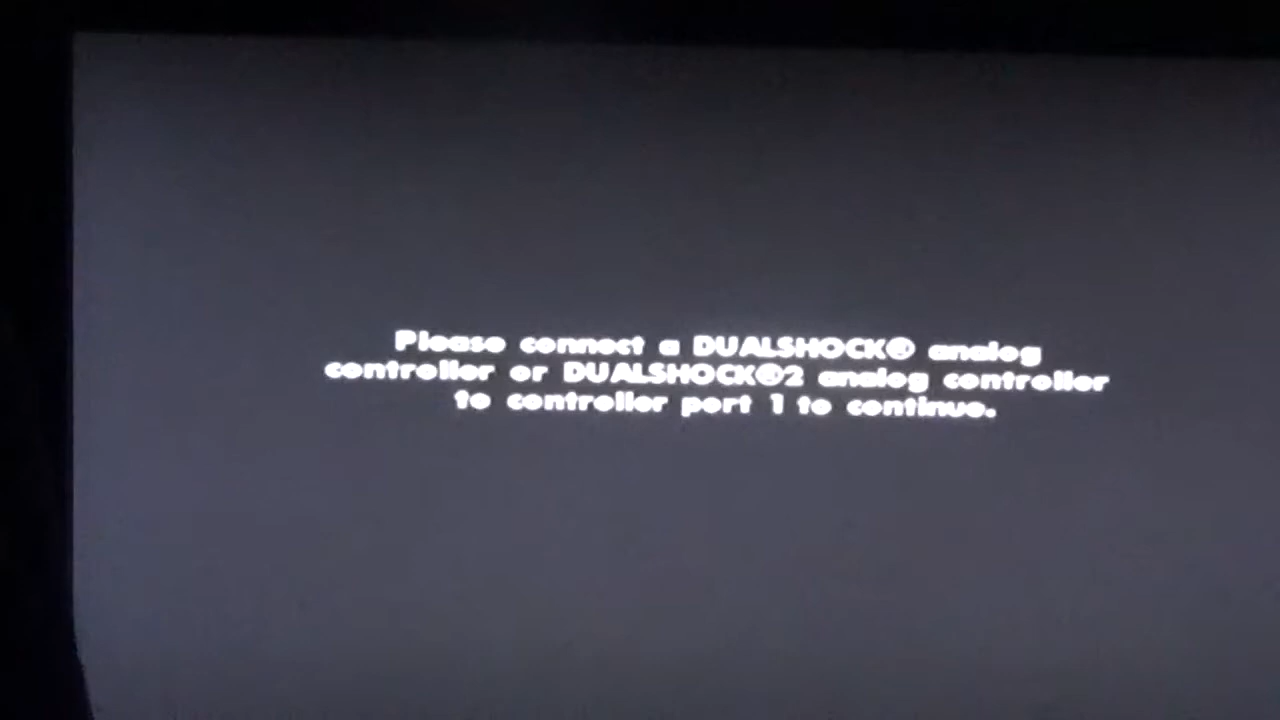 Please connect a DUALSHOCK® analog
controller or DUALSHOCK®2 analog controller
to controller port 1 to continue.